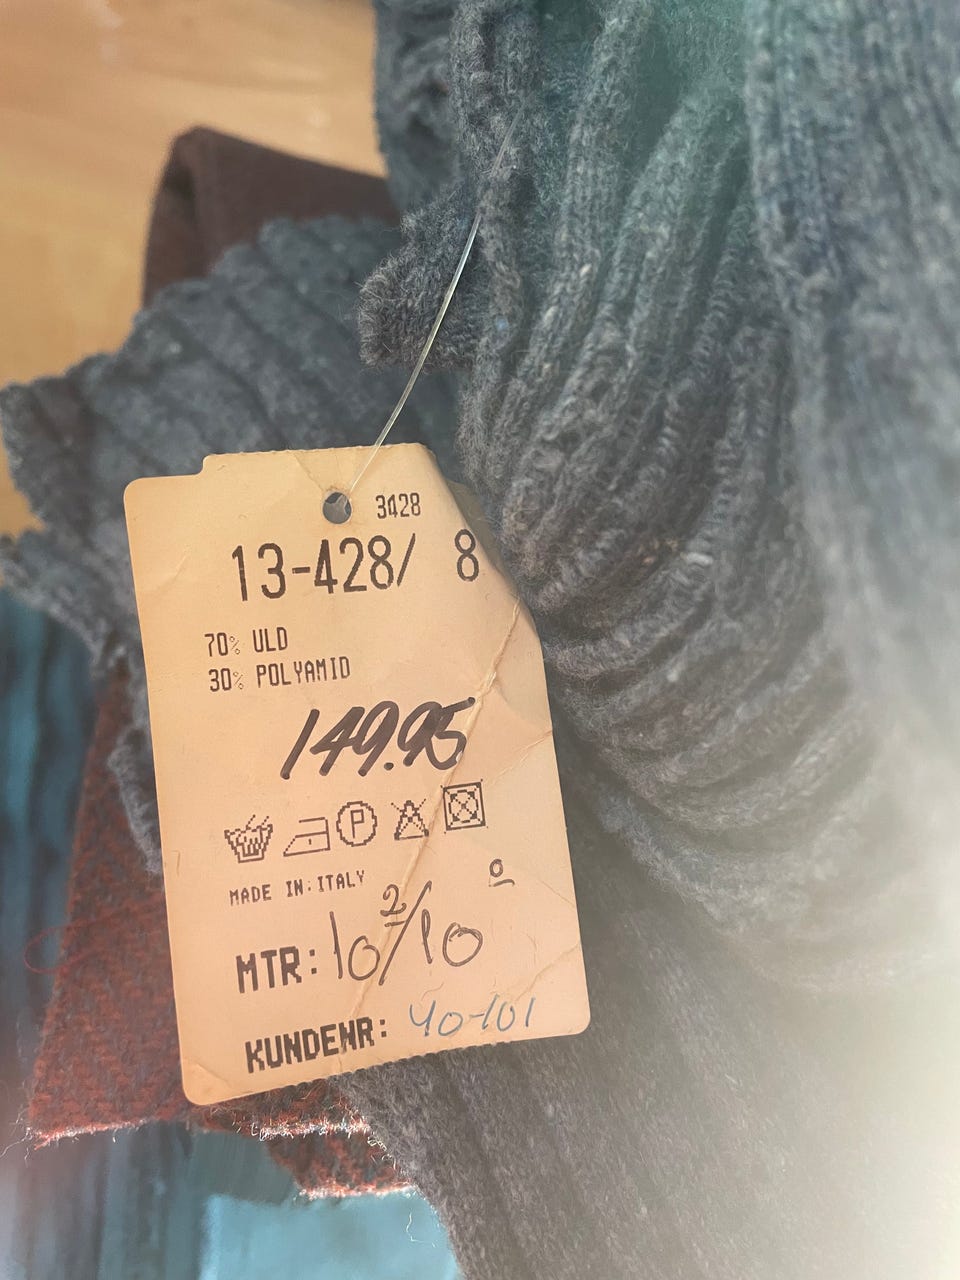 3428
13-428/ 8
70% ULD
30% POLYAMID
149.95
P
MADE IN: ITALY
MTR: 10 2/10 0
KUNDENR: 40-101